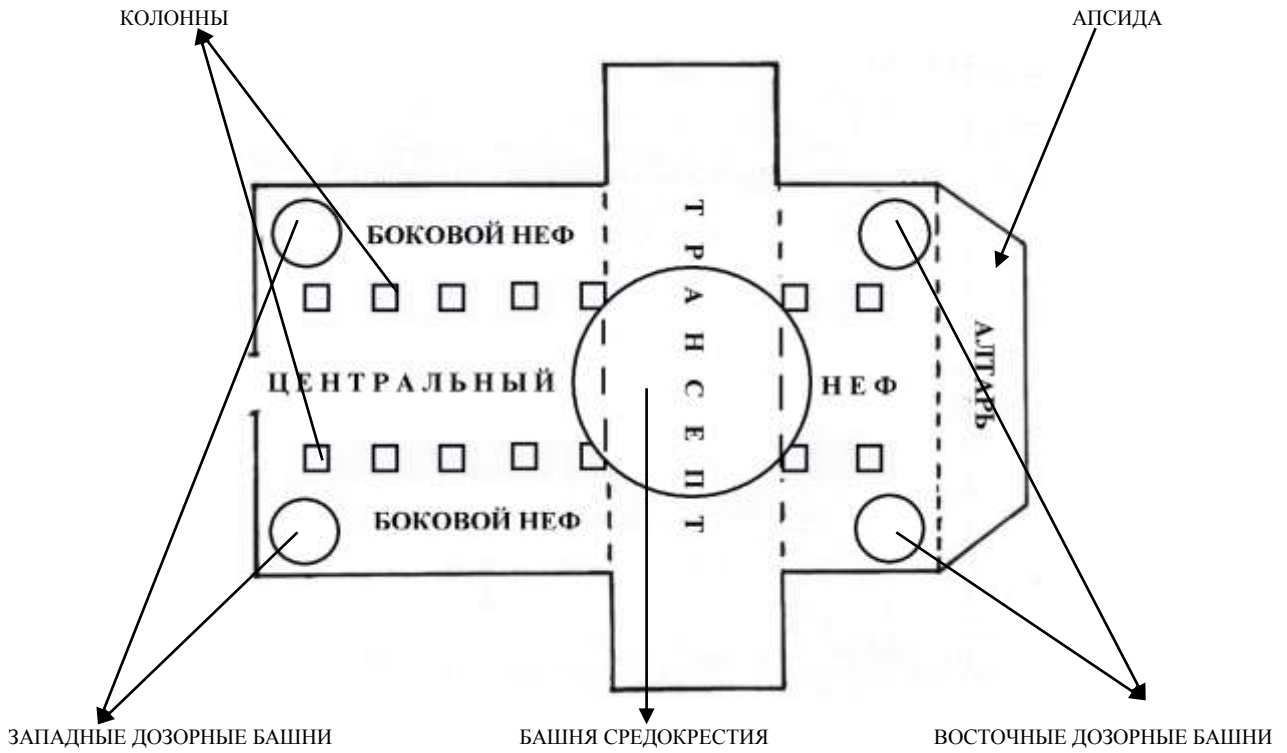 КОЛОННЫ
АПСИДА
БОКОВОЙ НЕФ
ТРАНСЕПТ
ЦЕНТРАЛЬНЫЙ НЕФ
АЛТАРЬ
БОКОВОЙ НЕФ
ЗАПАДНЫЕ ДОЗОРНЫЕ БАШНИ
БАШНЯ СРЕДОКРЕСТИЯ
ВОСТОЧНЫЕ ДОЗОРНЫЕ БАШНИ